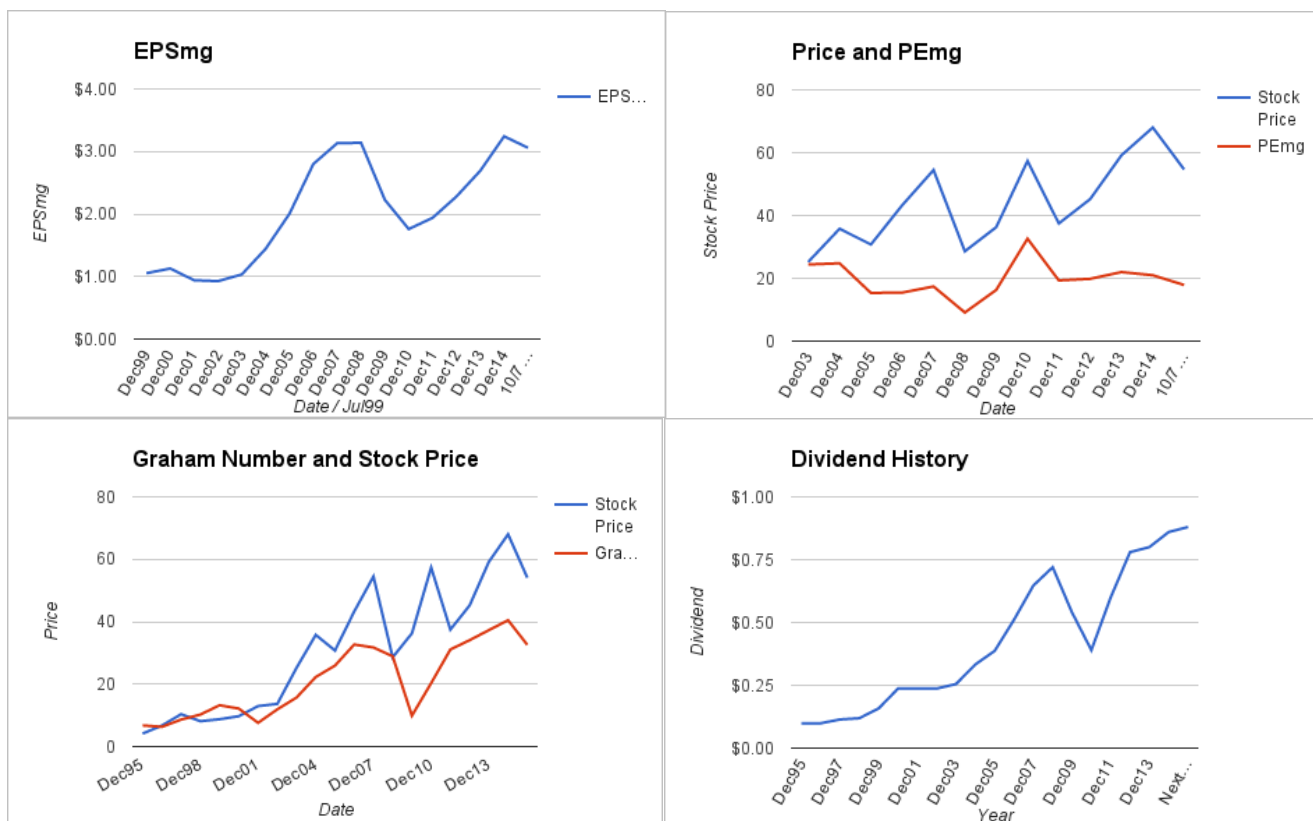 EPSmg
$4.00
$3.00
$2.00
$1.00
$0.00
EPSmg
EPS...
Dec99
Dec00
Dec01
Dec02
Dec03
Dec04
Dec05
Dec06
Dec07
Dec08
Dec09
Dec10
Dec11
Dec12
Dec13
Dec14
10/7 ...
Date / Jul99
Price and PEmg
80
60
40
20
0
Stock Price
Stock
Price
PEmg
Dec03
Dec04
Dec05
Dec06
Dec07
Dec08
Dec09
Dec10
Dec11
Dec12
Dec13
Dec14
10/7 ...
Date
Graham Number and Stock Price
80
60
40
20
0
Price
Stock
Price
Gra...
Dec95
Dec98
Dec01
Dec04
Dec07
Dec10
Dec13
Date
Dividend History
$1.00
$0.75
$0.50
$0.25
$0.00
Dividend
Dec95
Dec97
Dec99
Dec01
Dec03
Dec05
Dec07
Dec09
Dec11
Dec13
Next...
Year